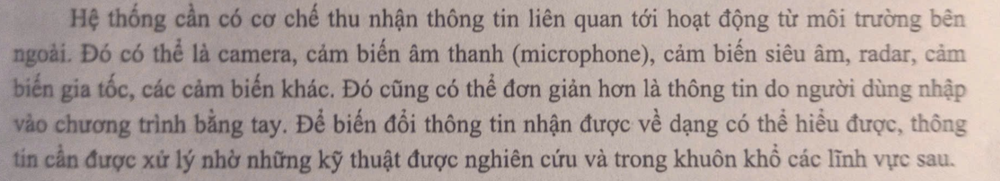 Hệ thống cần có cơ chế thu nhận thông tin liên quan tới hoạt động từ môi trường bên
ngoài. Đó có thể là camera, cảm biến âm thanh (microphone), cảm biến siêu âm, radar, cảm
biến gia tốc, các cảm biến khác. Đó cũng có thể đơn giản hơn là thông tin do người dùng nhập
vào chương trình bằng tay. Để biến đổi thông tin nhận được về dạng có thể hiểu được, thông
tin cần được xử lý nhờ những kỹ thuật được nghiên cứu và trong khuôn khổ các lĩnh vực sau.